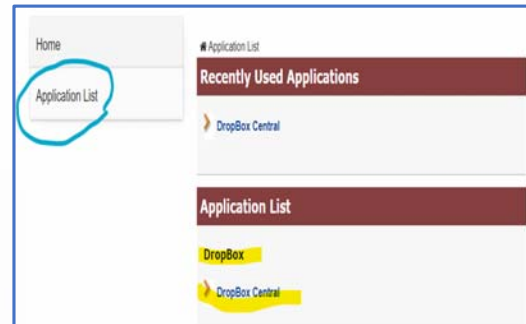 Home
Application List
Application List
Recently Used Applications
DropBox Central
Application List
DropBox
DropBox Central